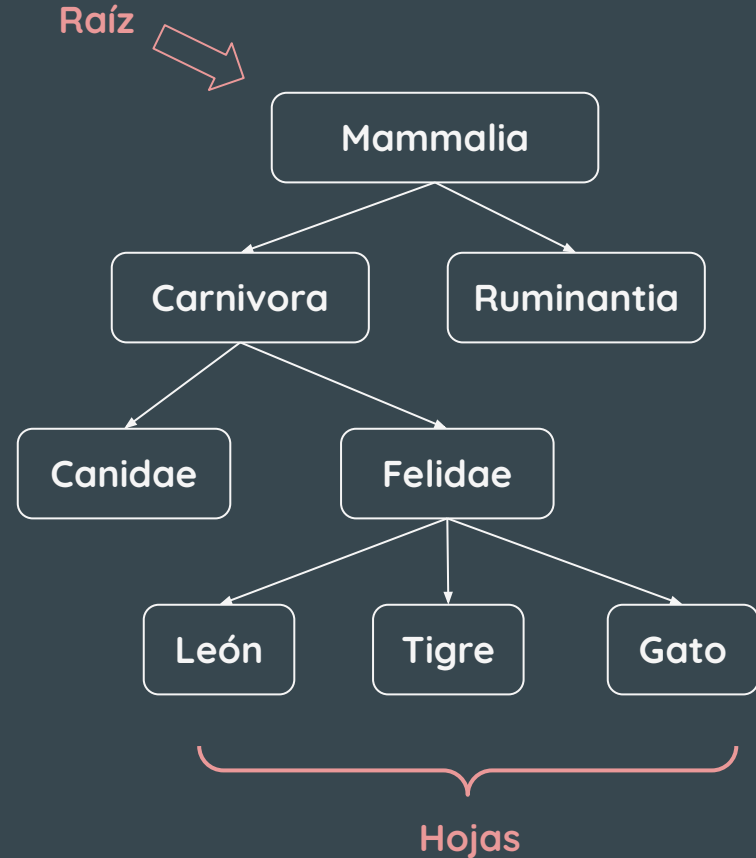 Raíz
Mammalia
Carnivora
Ruminantia
Canidae
Felidae
León
Tigre
Gato
Hojas